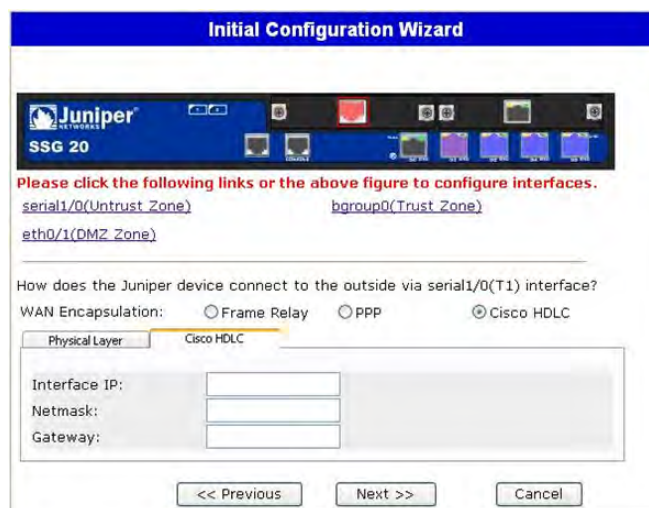 Initial Configuration Wizard
Juniper
NETWORKS
SSG 20
CONSOLE
Please click the following links or the above figure to configure interfaces.
serial1/0(Untrust Zone) bgroup0(Trust Zone)
eth0/1(DMZ Zone)
How does the Juniper device connect to the outside via serial1/0(T1) interface?
WAN Encapsulation: Frame Relay PPP Cisco HDLC
Physical Layer Cisco HDLC
Interface IP:
Netmask:
Gateway:
<< Previous Next >> Cancel